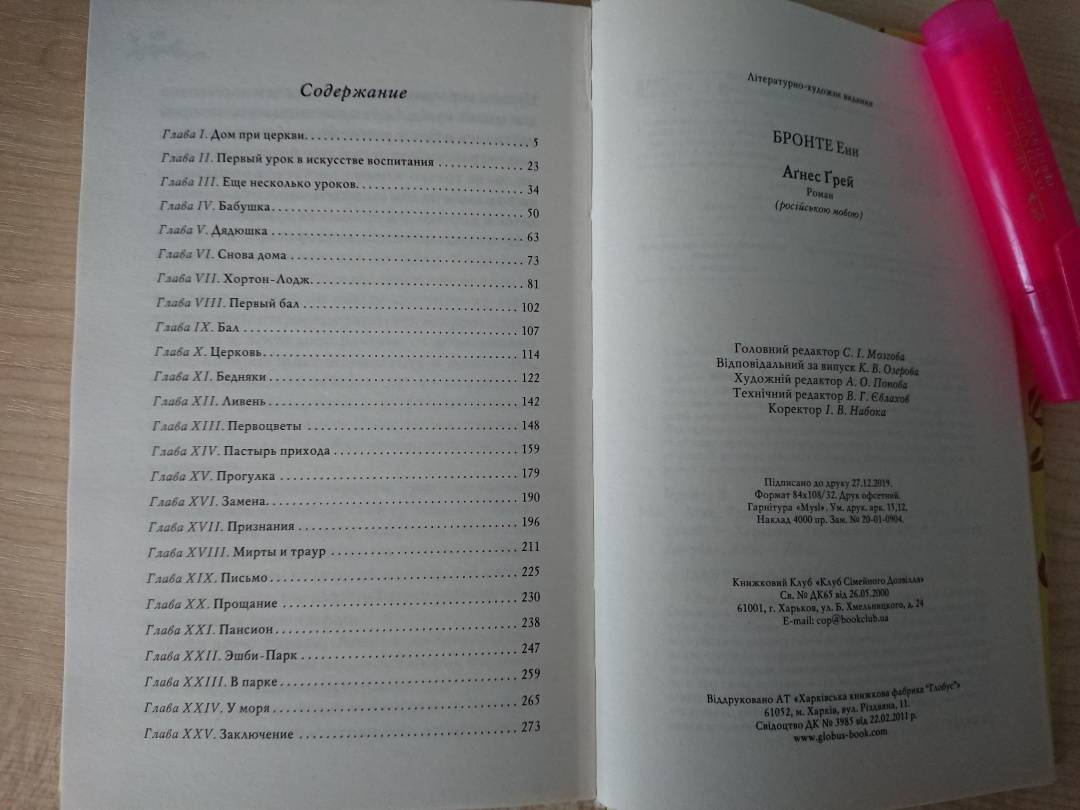 Содержание
Глава I. Дом при церкви. 5
Глава II. Первый урок в искусстве воспитания 23
Глава III. Еще несколько уроков. 34
Глава IV. Бабушка. 50
Глава V. Дядюшка 63
Глава VI. Снова дома 73
Глава VII. Хортон-Лодж. 81
Глава VIII. Первый бал 102
Глава IX. Бал 107
Глава X. Церковь 114
Глава XI. Бедняки 122
Глава XII. Ливень 142
Глава XIII. Первоцветы 148
Глава XIV. Пастырь прихода 159
Глава XV. Прогулка 179
Глава XVI. Замена. 190
Глава XVII. Признания 196
Глава XVIII. Мирты и траур 211
Глава XIX. Письмо 225
Глава XX. Прощание 230
Глава XXI. Пансион 238
Глава XXII. Эшби-Парк 247
Глава XXIII. В парке 259
Глава XXIV. У моря 265
Глава XXV. Заключение 273
Літературно-художнє видання
БРОНТЕ Енн
Аґнес Ґрей
Роман
(російською мовою)
Головний редактор С. І. Мозгова
Відповідальний за випуск К. В. Озерова
Художній редактор А. О. Попова
Технічний редактор В. Г. Євлахов
Коректор І. В. Набока
Підписано до друку 27.12.2019.
Формат 84x108/32. Друк офсетний.
Гарнітура «Mysl». Ум. друк. арк. 15,12.
Наклад 4000 пр. Зам. № 20-01-0904.
Книжковий Клуб «Клуб Сімейного Дозвілля»
Св. № ДК65 від 26.05.2000
61001, г. Харьков, ул. Б. Хмельницкого, д. 24
E-mail: cop@bookclub.ua
Віддруковано АТ «Харківська книжкова фабрика "Глобус"»
61052, м. Харків, вул. Різдвяна, 11.
Свідоцтво ДК № 3985 від 22.02.2011 р.
www.globus-book.com